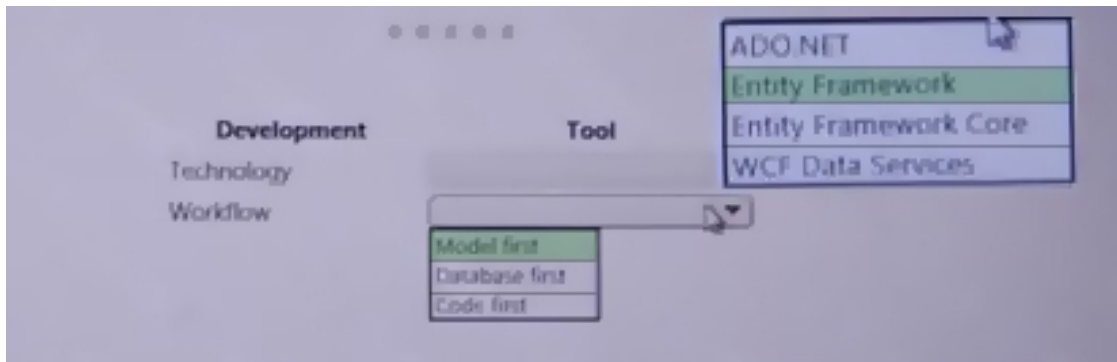 ADO.NET
Entity Framework
Entity Framework Core
WCF Data Services
Development Tool
Technology
Workflow
Model first
Database first
Code first